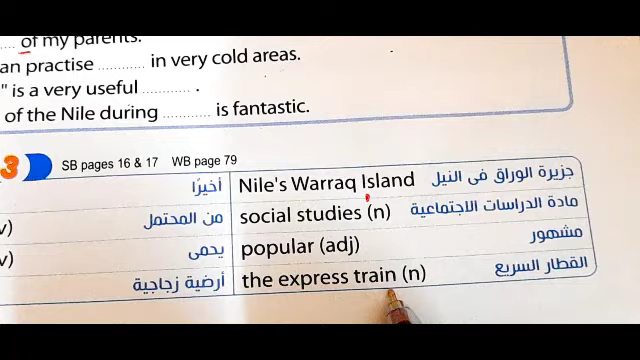 of my parents.
an practise ............ in very cold areas.
" is a very useful ............ .
of the Nile during ............ is fantastic.
3 SB pages 16 & 17 WB page 79
أخيرًا Nile's Warraq Island جزيرة الوراق فى النيل
v) من المحتمل social studies (n) مادة الدراسات الاجتماعية
v) يحمى popular (adj) مشهور
أرضية زجاجية the express train (n) القطار السريع